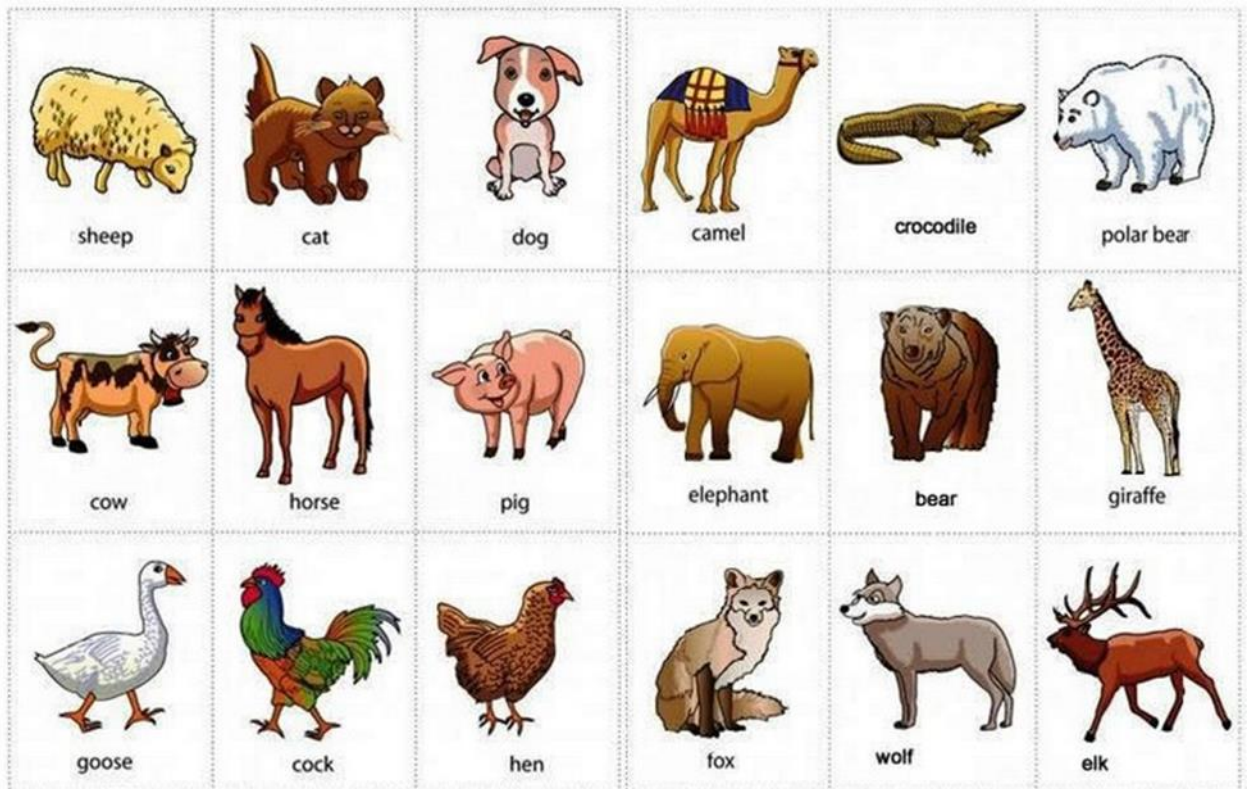 sheep
cat
dog
camel
crocodile
polar bear
cow
horse
pig
elephant
bear
giraffe
goose
cock
hen
fox
wolf
elk